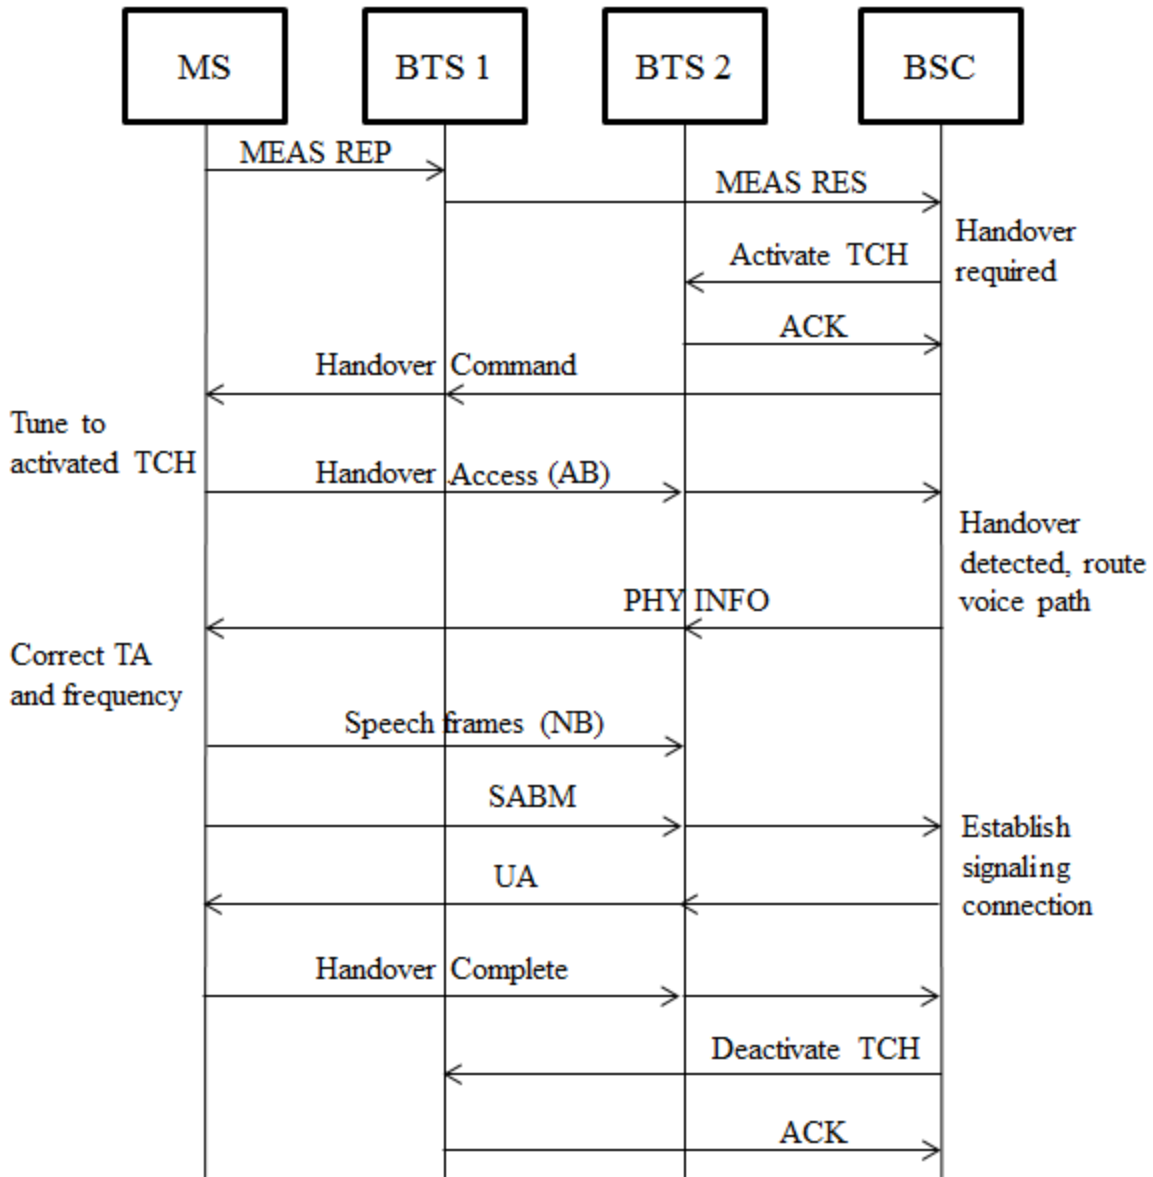 MS
BTS 1
BTS 2
BSC
MEAS REP
MEAS RES
Handover
required
Activate TCH
ACK
Handover Command
Tune to
activated TCH
Handover Access (AB)
Handover
detected, route
voice path
PHY INFO
Correct TA
and frequency
Speech frames (NB)
SABM
Establish
signaling
connection
UA
Handover Complete
Deactivate TCH
ACK